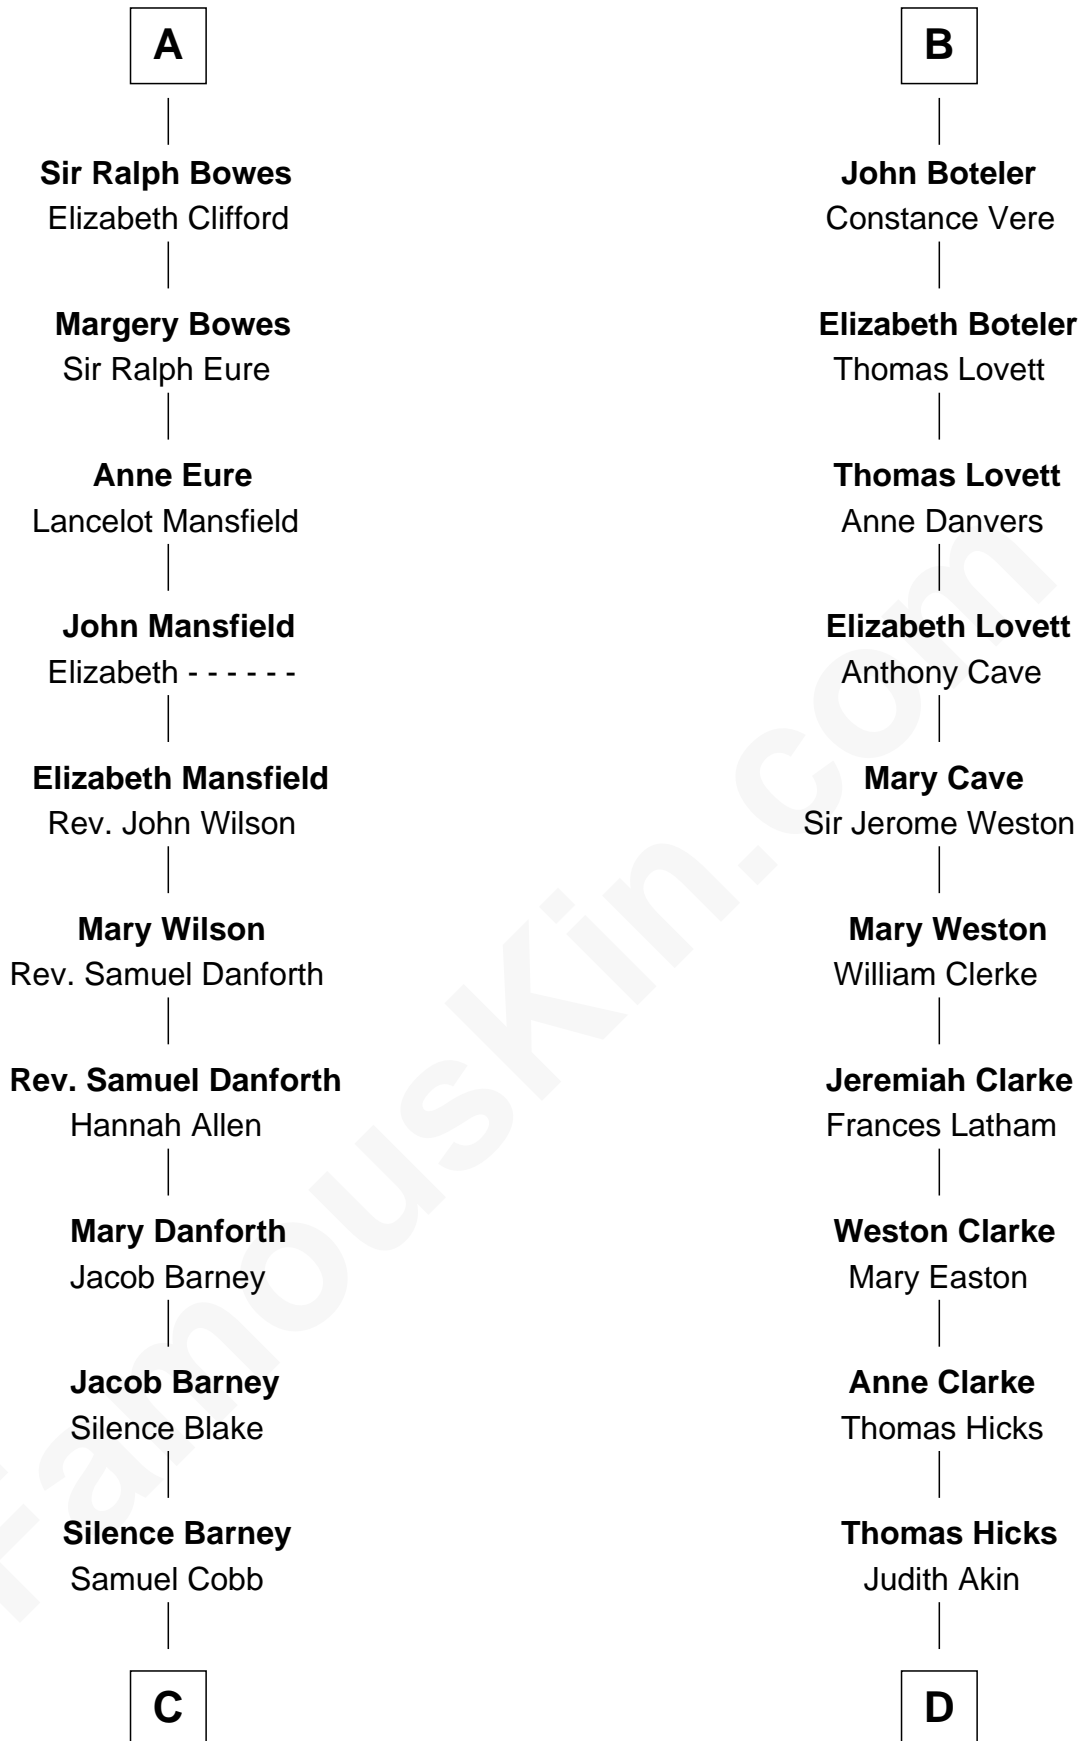 A
Sir Ralph Bowes
Elizabeth Clifford
Margery Bowes
Sir Ralph Eure
Anne Eure
Lancelot Mansfield
John Mansfield
Elizabeth - - - - - -
Elizabeth Mansfield
Rev. John Wilson
Mary Wilson
Rev. Samuel Danforth
Rev. Samuel Danforth
Hannah Allen
Mary Danforth
Jacob Barney
Jacob Barney
Silence Blake
Silence Barney
Samuel Cobb
C
B
John Boteler
Constance Vere
Elizabeth Boteler
Thomas Lovett
Thomas Lovett
Anne Danvers
Elizabeth Lovett
Anthony Cave
Mary Cave
Sir Jerome Weston
Mary Weston
William Clerke
Jeremiah Clarke
Frances Latham
Weston Clarke
Mary Easton
Anne Clarke
Thomas Hicks
Thomas Hicks
Judith Akin
D
FamousKin.com